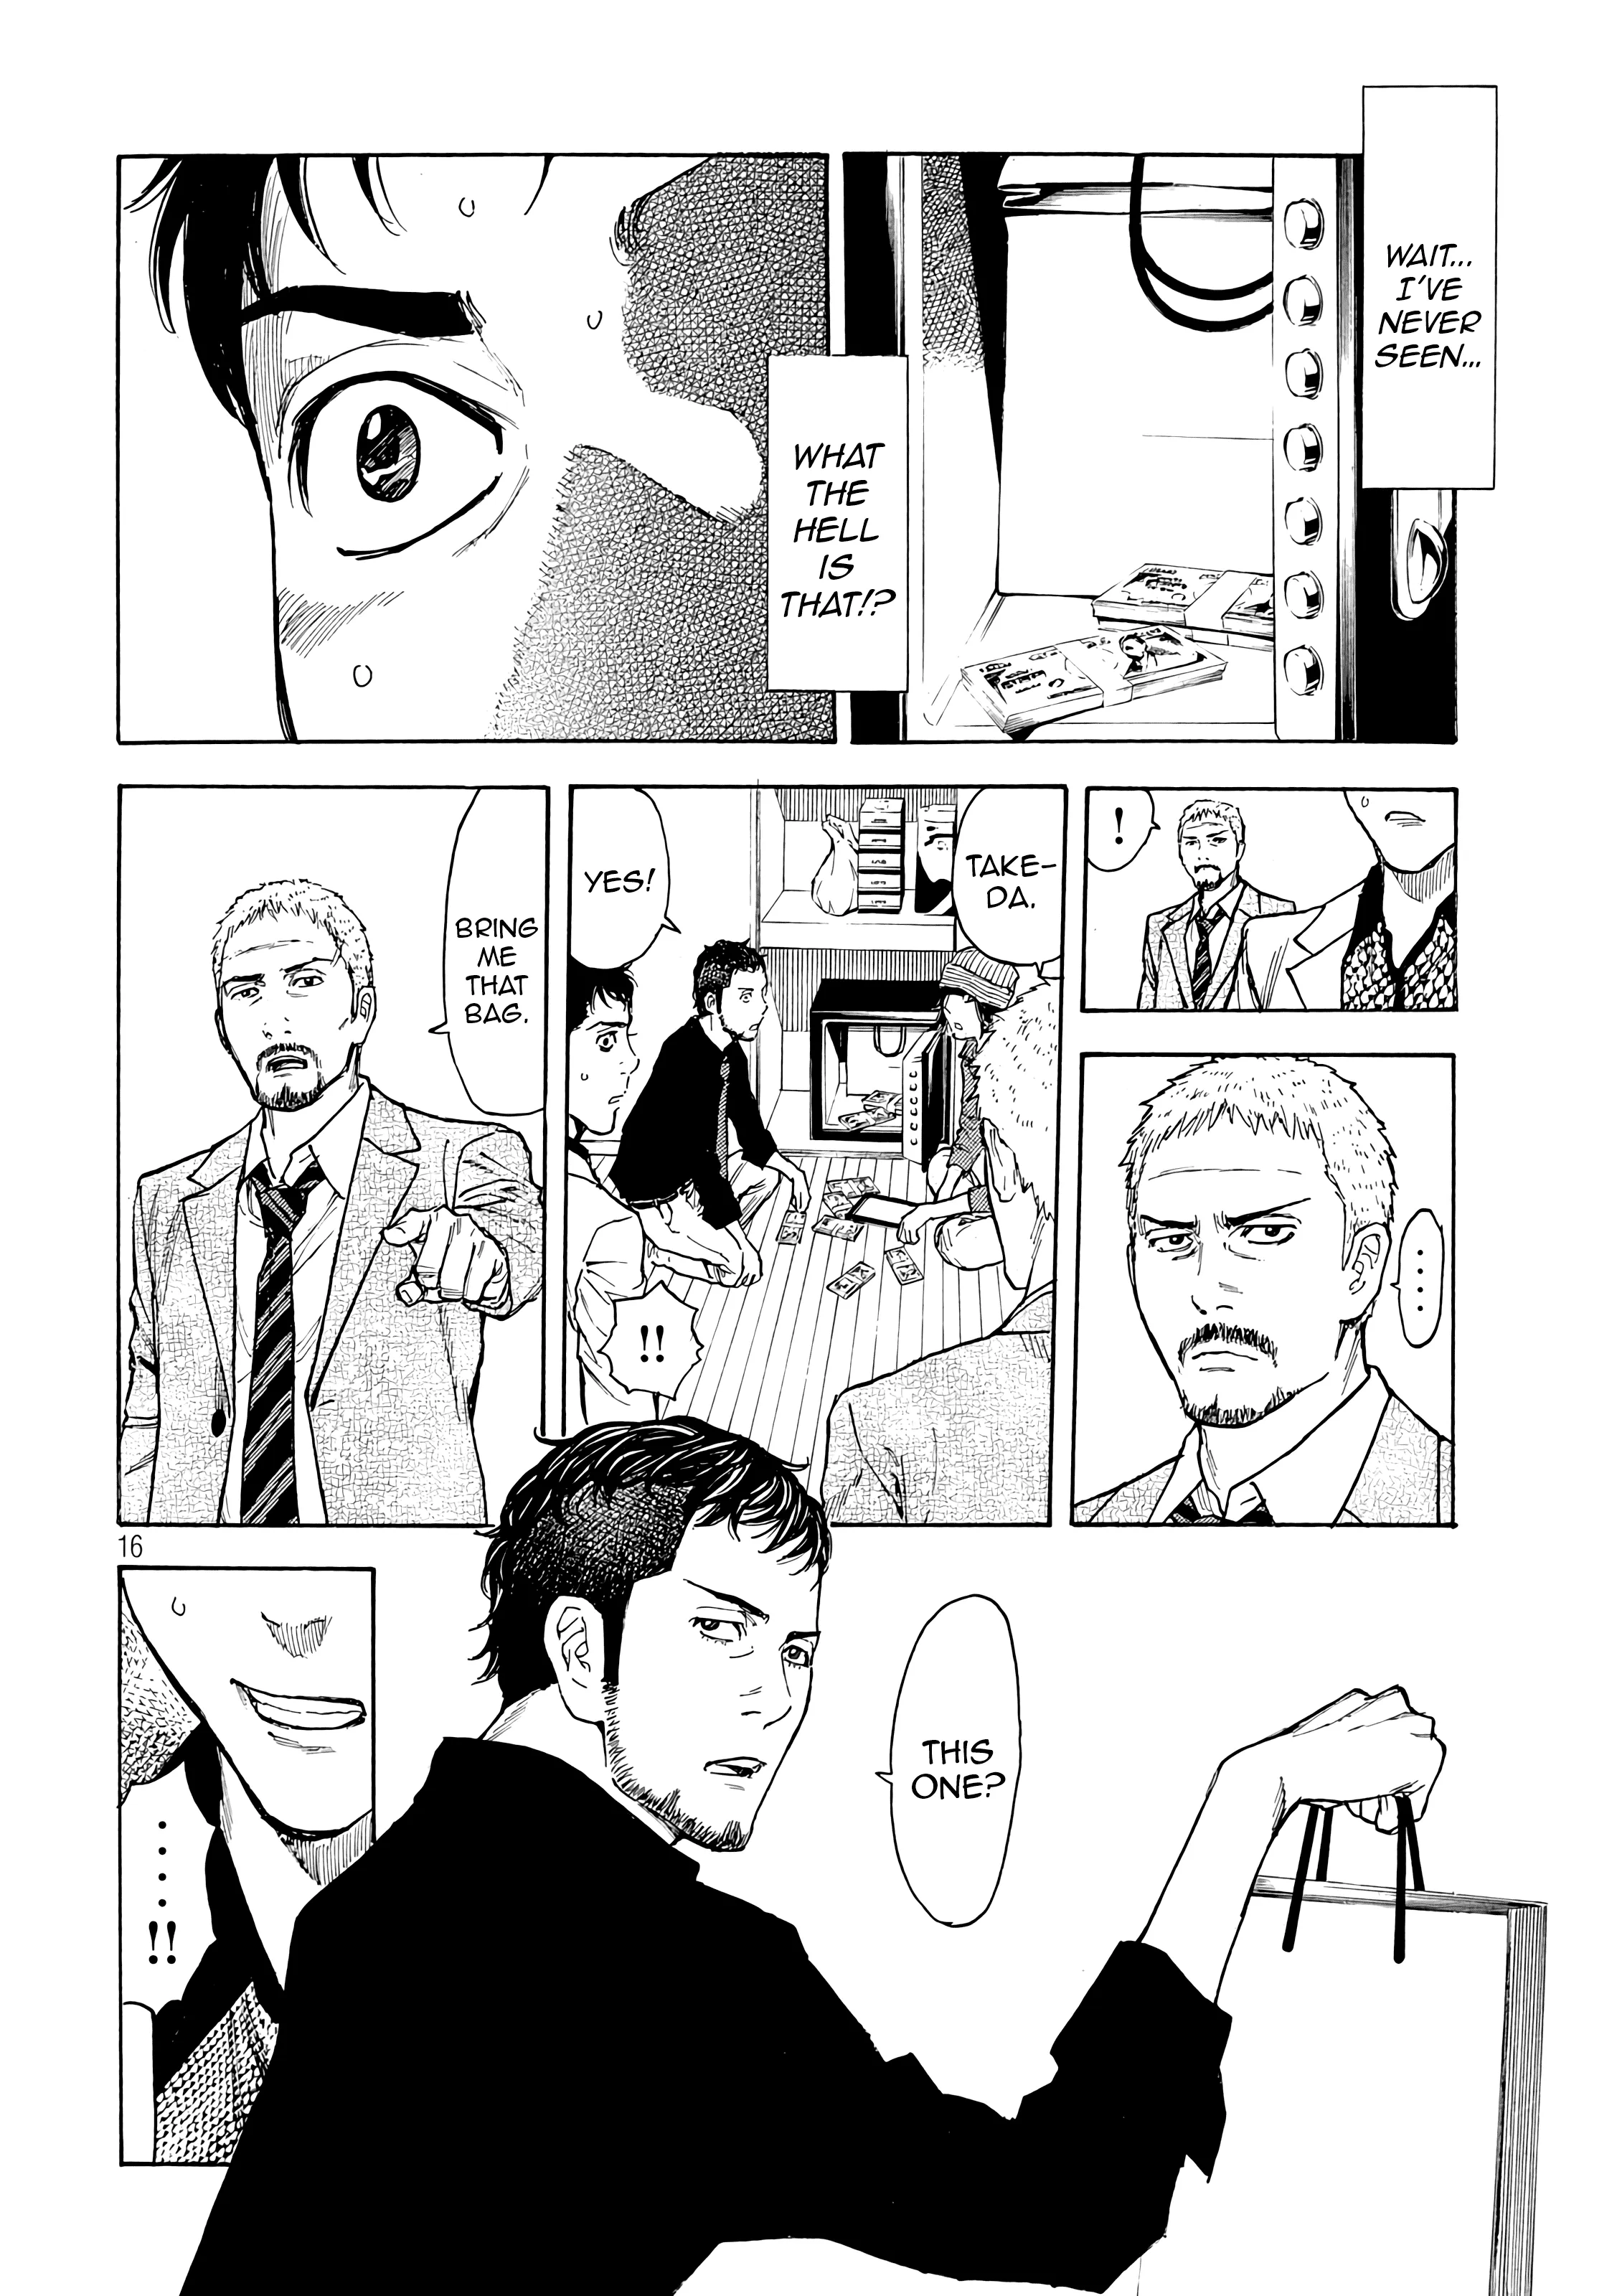 WAIT...
I'VE
NEVER
SEEN...
WHAT
THE
HELL
IS
THAT!?
!
....
TAKE-
DA.
YES!
!!
BRING
ME
THAT
BAG.
THIS
ONE?
....!!
16